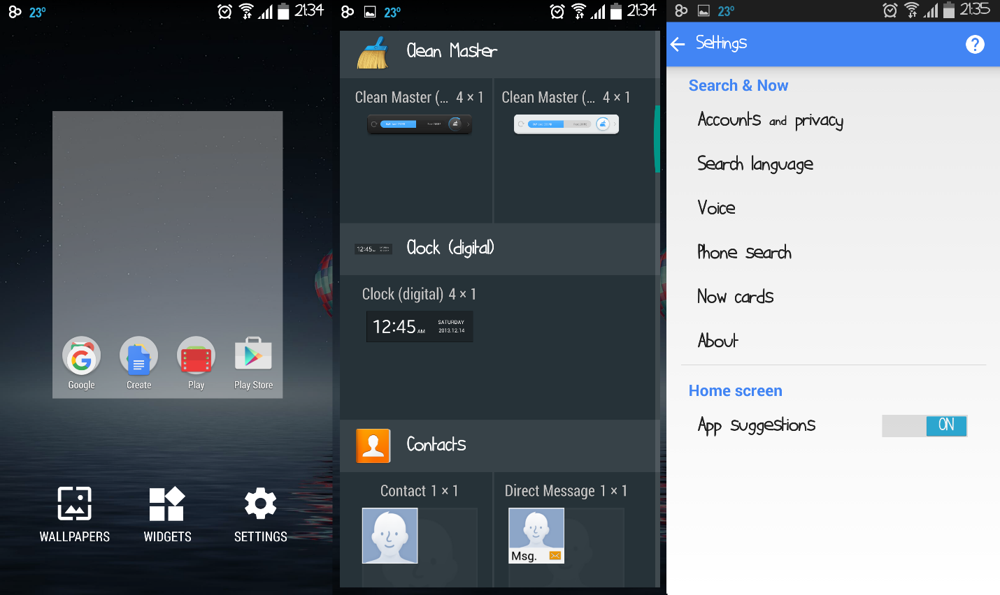 23°
21:34
Google
Create
Play
Play Store
WALLPAPERS
WIDGETS
SETTINGS
23°
21:34
Clean Master
Clean Master (... 4 × 1
Clean Master (... 4 × 1
12:45
Clock (digital)
Clock (digital) 4 × 1
12:45 AM
SATURDAY
2013.12.14
Contacts
Contact 1 × 1
Direct Message 1 × 1
Msg.
23°
21:35
Settings
Search & Now
Accounts and privacy
Search language
Voice
Phone search
Now cards
About
Home screen
App suggestions
ON